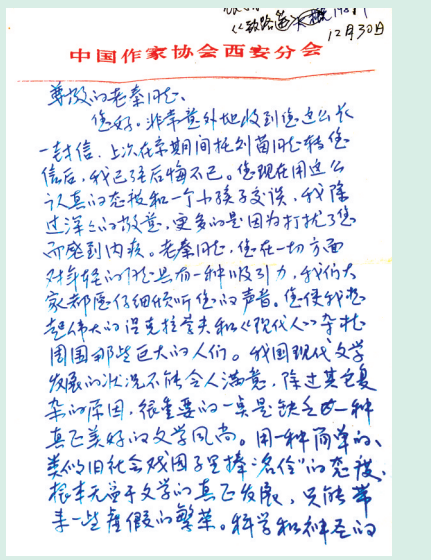 12月30日
中国作家协会西安分会
尊敬的老秦同志、
您好。非常意外地收到您这么长
一封信。上次在京期间托刘茵同志转您
信后,我已经后悔不已。您现在用这么
认真的态度和一个小孩子交谈,我除
过深深的敬意,更多的是因为打扰了您
而感到内疚。老秦同志,您在一切方面
对年轻的同志具有一种吸引力,我们大
家都愿仔细倾听您的声音。您使我想
起伟大的涅克拉索夫和《现代人》杂志
周围那些巨大的人们。我国现代文学
发展的状况不能令人满意,除过其它复
杂的原因,很重要的一点是缺乏一种
真正美好的文学风尚。用一种简单的、
类似旧社会戏园子里捧“名伶”的态度,
根本无益于文学的真正发展,只能带
来一些虚假的繁荣。科学和神圣的